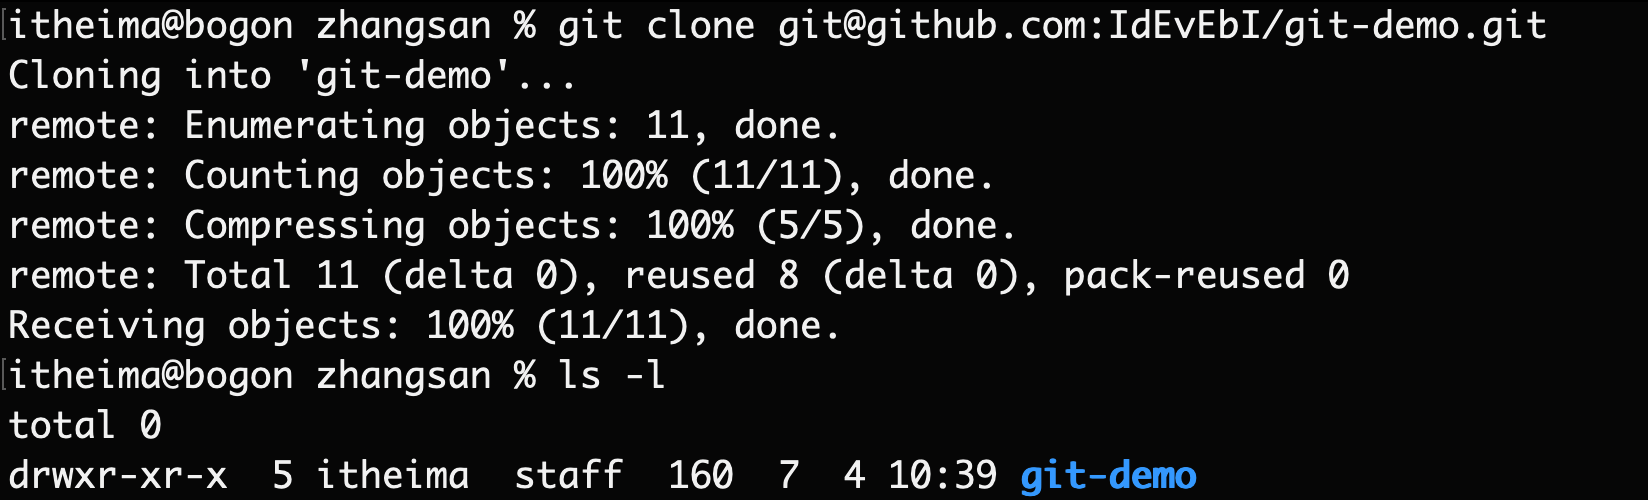 itheima@bogon zhangsan % git clone git@github.com:IdEvEbI/git-demo.git
Cloning into 'git-demo'...
remote: Enumerating objects: 11, done.
remote: Counting objects: 100% (11/11), done.
remote: Compressing objects: 100% (5/5), done.
remote: Total 11 (delta 0), reused 8 (delta 0), pack-reused 0
Receiving objects: 100% (11/11), done.
itheima@bogon zhangsan % ls -l
total 0
drwxr-xr-x  5 itheima  staff  160  7  4 10:39 git-demo